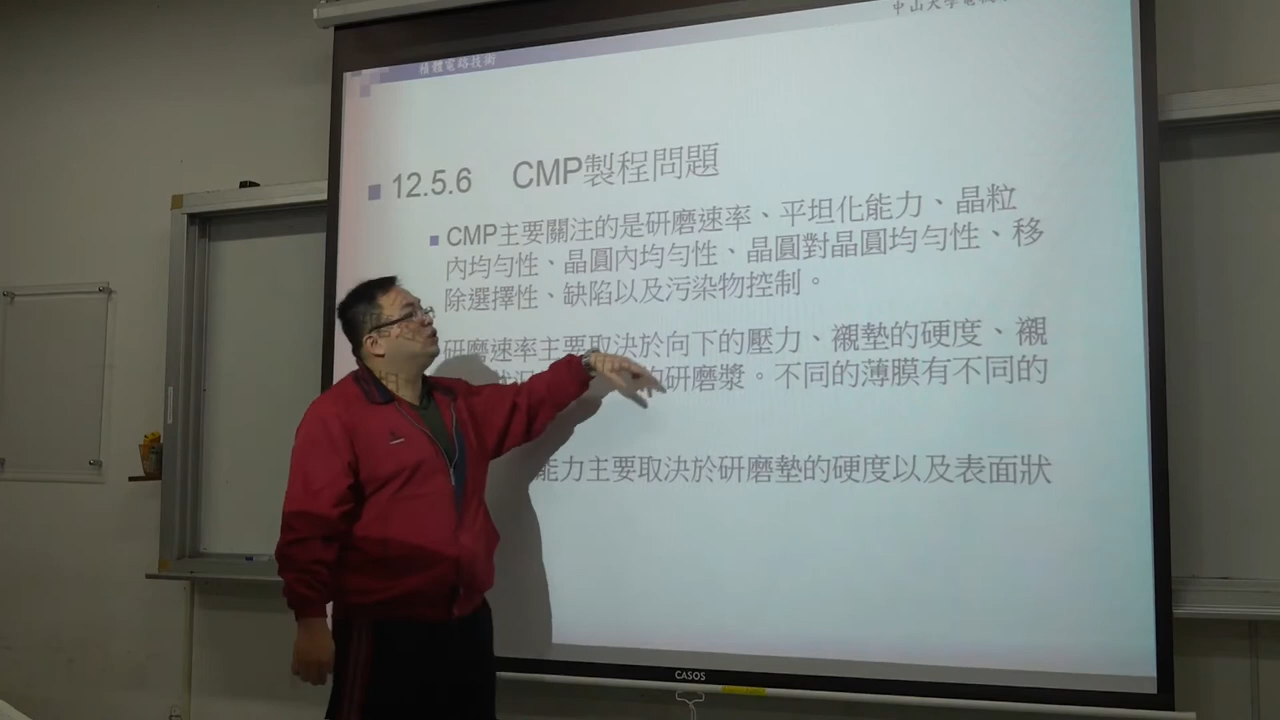 中山大學電機
積體電路技術
12.5.6 CMP製程問題
CMP主要關注的是研磨速率、平坦化能力、晶粒
內均勻性、晶圓內均勻性、晶圓對晶圓均勻性、移
除選擇性、缺陷以及污染物控制。
研磨速率主要取決於向下的壓力、襯墊的硬度、襯
研磨漿。不同的薄膜有不同的
能力主要取決於研磨墊的硬度以及表面狀
CASOS